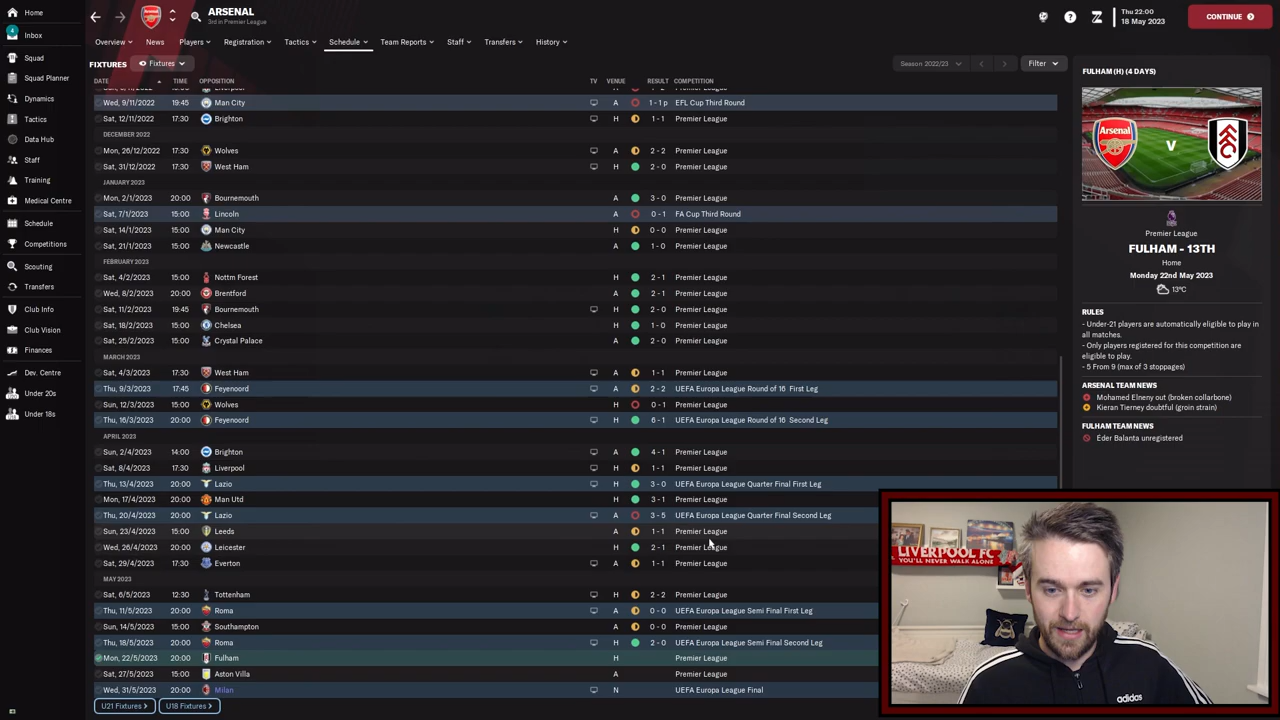 ARSENAL
3rd in Premier League
Thu 22:00
18 May 2023
CONTINUE
Home
4
Inbox
Squad
Squad Planner
Dynamics
Tactics
Data Hub
Staff
Training
Medical Centre
Schedule
Competitions
Scouting
Transfers
Club Info
Club Vision
Finances
Dev. Centre
Under 20s
Under 18s
Overview News Players Registration Tactics Schedule Team Reports Staff Transfers History
FIXTURES Fixtures Season 2022/23 Filter
DATE TIME OPPOSITION TV VENUE RESULT COMPETITION
Wed, 9/11/2022 19:45 Man City A 1 - 1 p EFL Cup Third Round
Sat, 12/11/2022 17:30 Brighton H 1 - 1 Premier League
DECEMBER 2022
Mon, 26/12/2022 17:30 Wolves A 2 - 2 Premier League
Sat, 31/12/2022 17:30 West Ham H 2 - 0 Premier League
JANUARY 2023
Mon, 2/1/2023 20:00 Bournemouth A 3 - 0 Premier League
Sat, 7/1/2023 15:00 Lincoln A 0 - 1 FA Cup Third Round
Sat, 14/1/2023 15:00 Man City H 0 - 0 Premier League
Sat, 21/1/2023 15:00 Newcastle A 1 - 0 Premier League
FEBRUARY 2023
Sat, 4/2/2023 15:00 Nottm Forest H 2 - 1 Premier League
Wed, 8/2/2023 20:00 Brentford A 2 - 1 Premier League
Sat, 11/2/2023 19:45 Bournemouth H 2 - 0 Premier League
Sat, 18/2/2023 15:00 Chelsea H 1 - 0 Premier League
Sat, 25/2/2023 15:00 Crystal Palace A 2 - 0 Premier League
MARCH 2023
Sat, 4/3/2023 17:30 West Ham A 1 - 1 Premier League
Thu, 9/3/2023 17:45 Feyenoord A 2 - 2 UEFA Europa League Round of 16 First Leg
Sun, 12/3/2023 15:00 Wolves H 0 - 1 Premier League
Thu, 16/3/2023 20:00 Feyenoord H 6 - 1 UEFA Europa League Round of 16 Second Leg
APRIL 2023
Sun, 2/4/2023 14:00 Brighton A 4 - 1 Premier League
Sat, 8/4/2023 17:30 Liverpool H 1 - 1 Premier League
Thu, 13/4/2023 20:00 Lazio H 3 - 0 UEFA Europa League Quarter Final First Leg
Mon, 17/4/2023 20:00 Man Utd H 3 - 1 Premier League
Thu, 20/4/2023 20:00 Lazio A 3 - 5 UEFA Europa League Quarter Final Second Leg
Sun, 23/4/2023 15:00 Leeds A 1 - 1 Premier League
Wed, 26/4/2023 20:00 Leicester H 2 - 1 Premier League
Sat, 29/4/2023 17:30 Everton A 1 - 1 Premier League
MAY 2023
Sat, 6/5/2023 12:30 Tottenham H 2 - 2 Premier League
Thu, 11/5/2023 20:00 Roma A 0 - 0 UEFA Europa League Semi Final First Leg
Sun, 14/5/2023 15:00 Southampton A 0 - 0 Premier League
Thu, 18/5/2023 20:00 Roma H 2 - 0 UEFA Europa League Semi Final Second Leg
Mon, 22/5/2023 20:00 Fulham H Premier League
Sat, 27/5/2023 15:00 Aston Villa A Premier League
Wed, 31/5/2023 20:00 Milan N UEFA Europa League Final
U21 Fixtures U18 Fixtures
FULHAM (H) (4 DAYS)
Arsenal V
Premier League
FULHAM - 13TH
Home
Monday 22nd May 2023
13°C
RULES
- Under-21 players are automatically eligible to play in
all matches.
- Only players registered for this competition are
eligible to play.
- 5 From 9 (max of 3 stoppages)
ARSENAL TEAM NEWS
Mohamed Elneny out (broken collarbone)
Kieran Tierney doubtful (groin strain)
FULHAM TEAM NEWS
Éder Balanta unregistered
LIVERPOOL FC
YOU'LL NEVER WALK ALONE
adidas